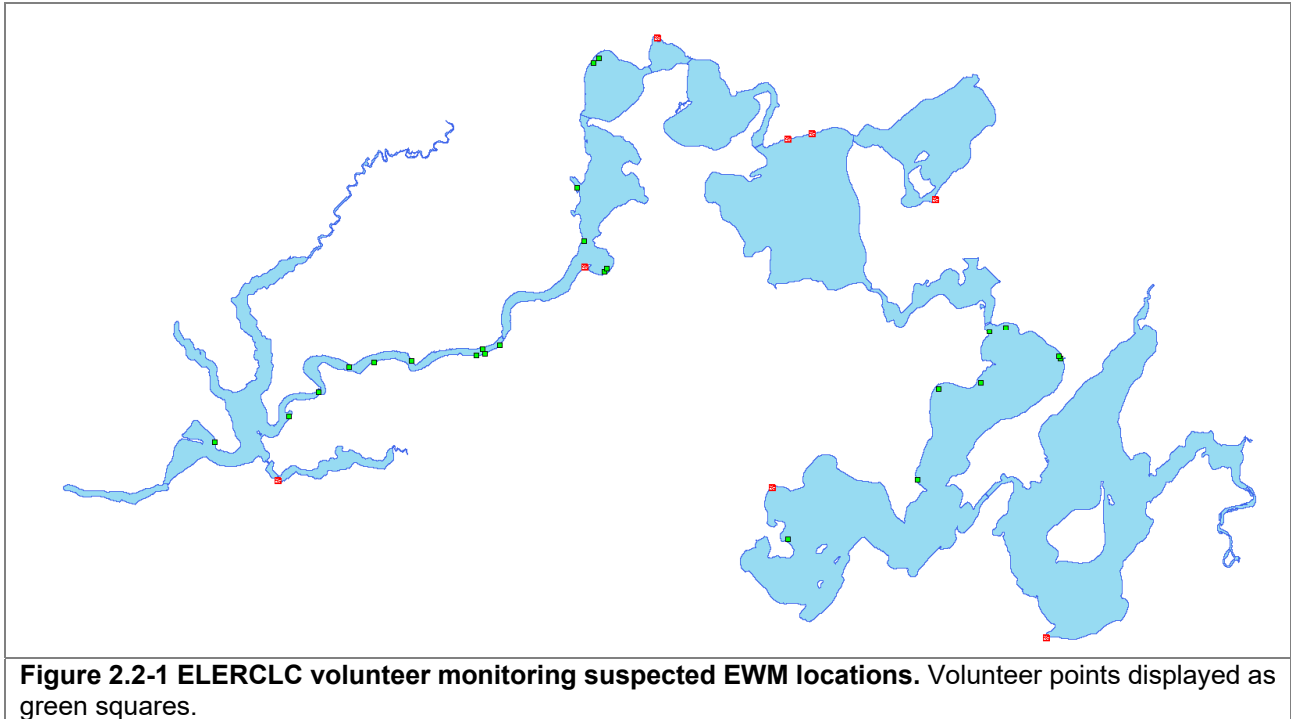 Figure 2.2-1 ELERCLC volunteer monitoring suspected EWM locations. Volunteer points displayed as
green squares.